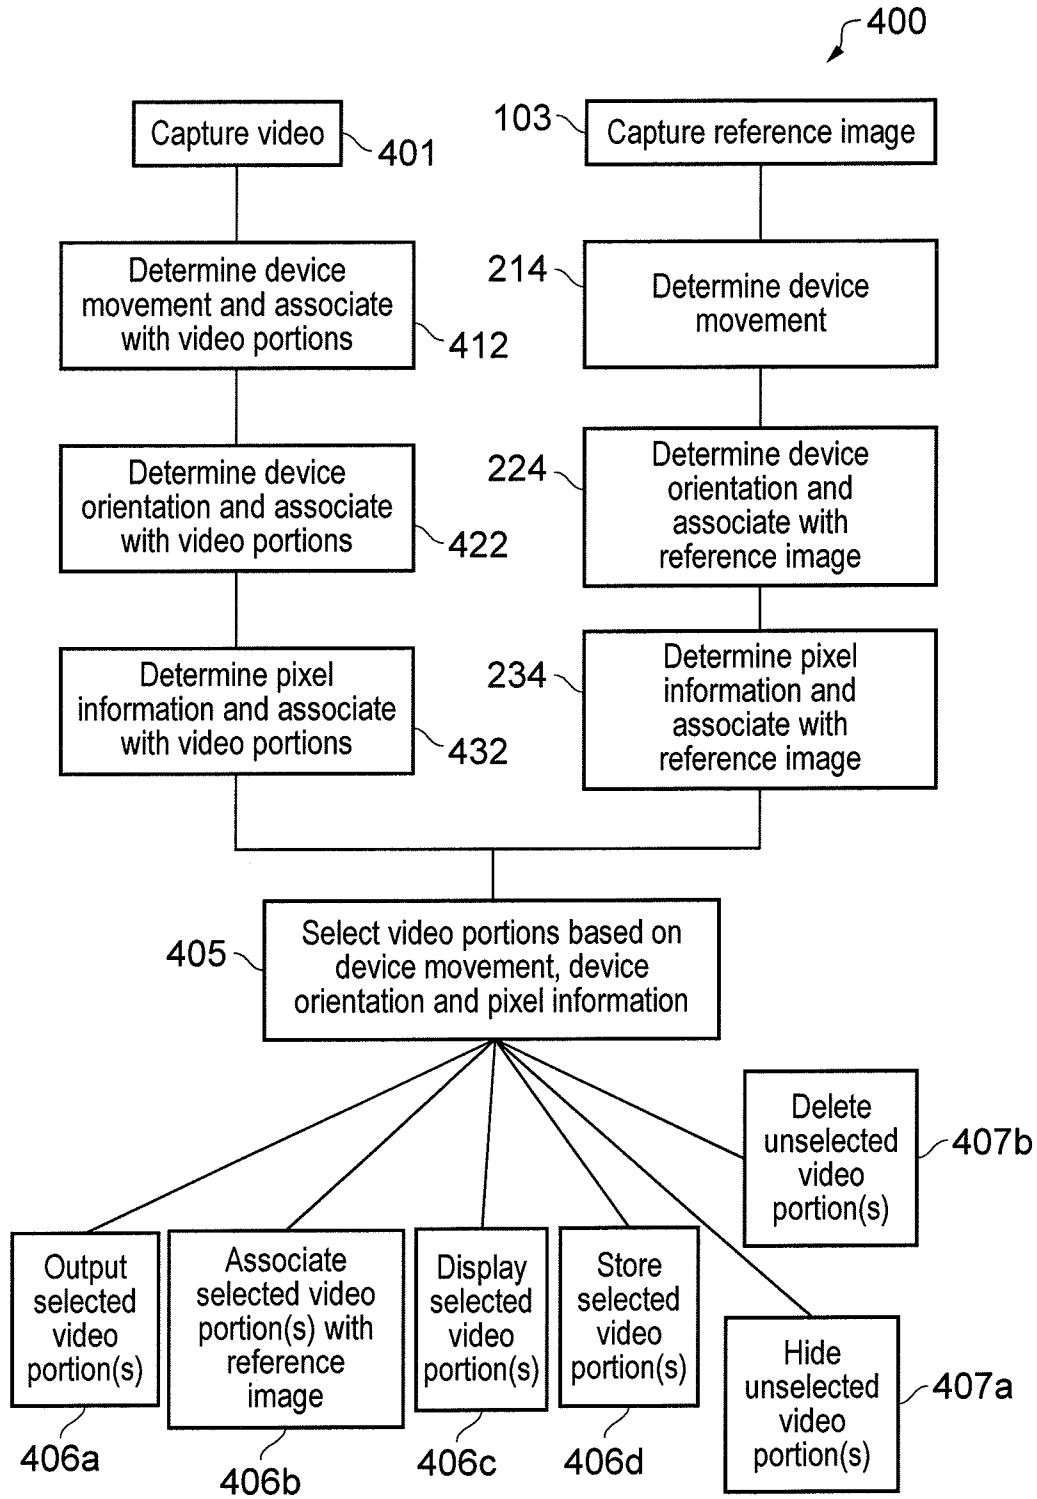 400
Capture video
401
103
Capture reference image
Determine device
movement and associate
with video portions
412
214
Determine device
movement
Determine device
orientation and associate
with video portions
422
224
Determine device
orientation and
associate with
reference image
Determine pixel
information and associate
with video portions
432
234
Determine pixel
information and
associate with
reference image
405
Select video portions based on
device movement, device
orientation and pixel information
Delete
unselected
video
portion(s)
407b
Output
selected
video
portion(s)
406a
Associate
selected video
portion(s) with
reference
image
406b
Display
selected
video
portion(s)
406c
Store
selected
video
portion(s)
406d
Hide
unselected
video
portion(s)
407a